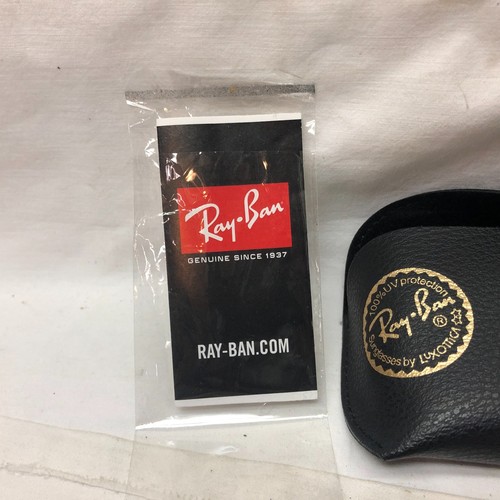 Ray·Ban
GENUINE SINCE 1937
RAY-BAN.COM
100% UV protection
Ray·Ban ®
Sunglasses by LUXOTTICA